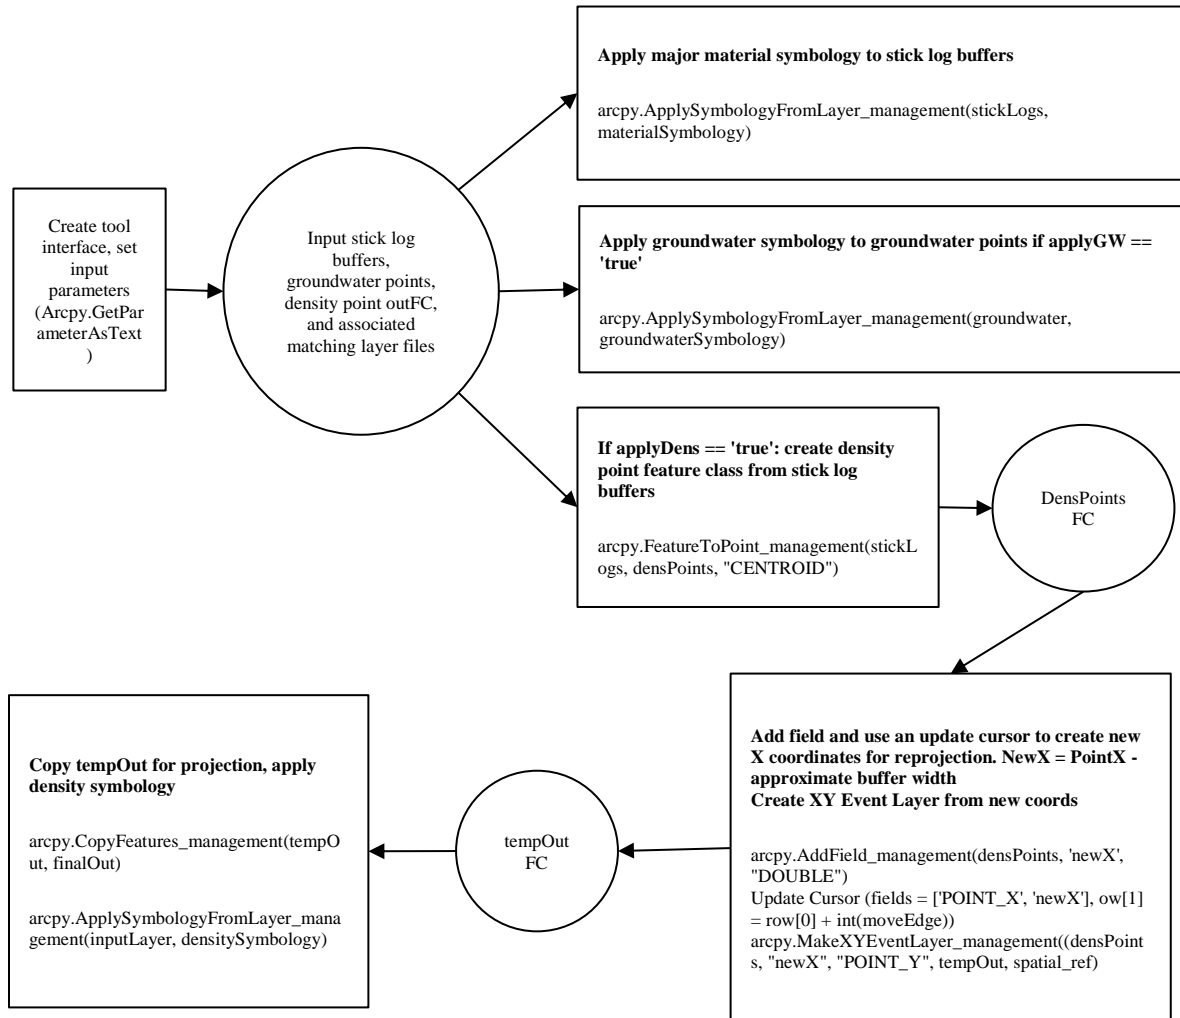 Create tool
interface, set
input
parameters
(Arcpy.GetPar
ameterAsText
)
Input stick log
buffers,
groundwater points,
density point outFC,
and associated
matching layer files
Apply major material symbology to stick log buffers
arcpy.ApplySymbologyFromLayer_management(stickLogs,
materialSymbology)
Apply groundwater symbology to groundwater points if applyGW ==
'true'
arcpy.ApplySymbologyFromLayer_management(groundwater,
groundwaterSymbology)
If applyDens == 'true': create density
point feature class from stick log
buffers
arcpy.FeatureToPoint_management(stickL
ogs, densPoints, "CENTROID")
DensPoints
FC
Add field and use an update cursor to create new
X coordinates for reprojection. NewX = PointX -
approximate buffer width
Create XY Event Layer from new coords
arcpy.AddField_management(densPoints, 'newX',
"DOUBLE")
Update Cursor (fields = ['POINT_X', 'newX'], ow[1]
= row[0] + int(moveEdge))
arcpy.MakeXYEventLayer_management((densPoint
s, "newX", "POINT_Y", tempOut, spatial_ref)
tempOut
FC
Copy tempOut for projection, apply
density symbology
arcpy.CopyFeatures_management(tempO
ut, finalOut)
arcpy.ApplySymbologyFromLayer_mana
gement(inputLayer, densitySymbology)